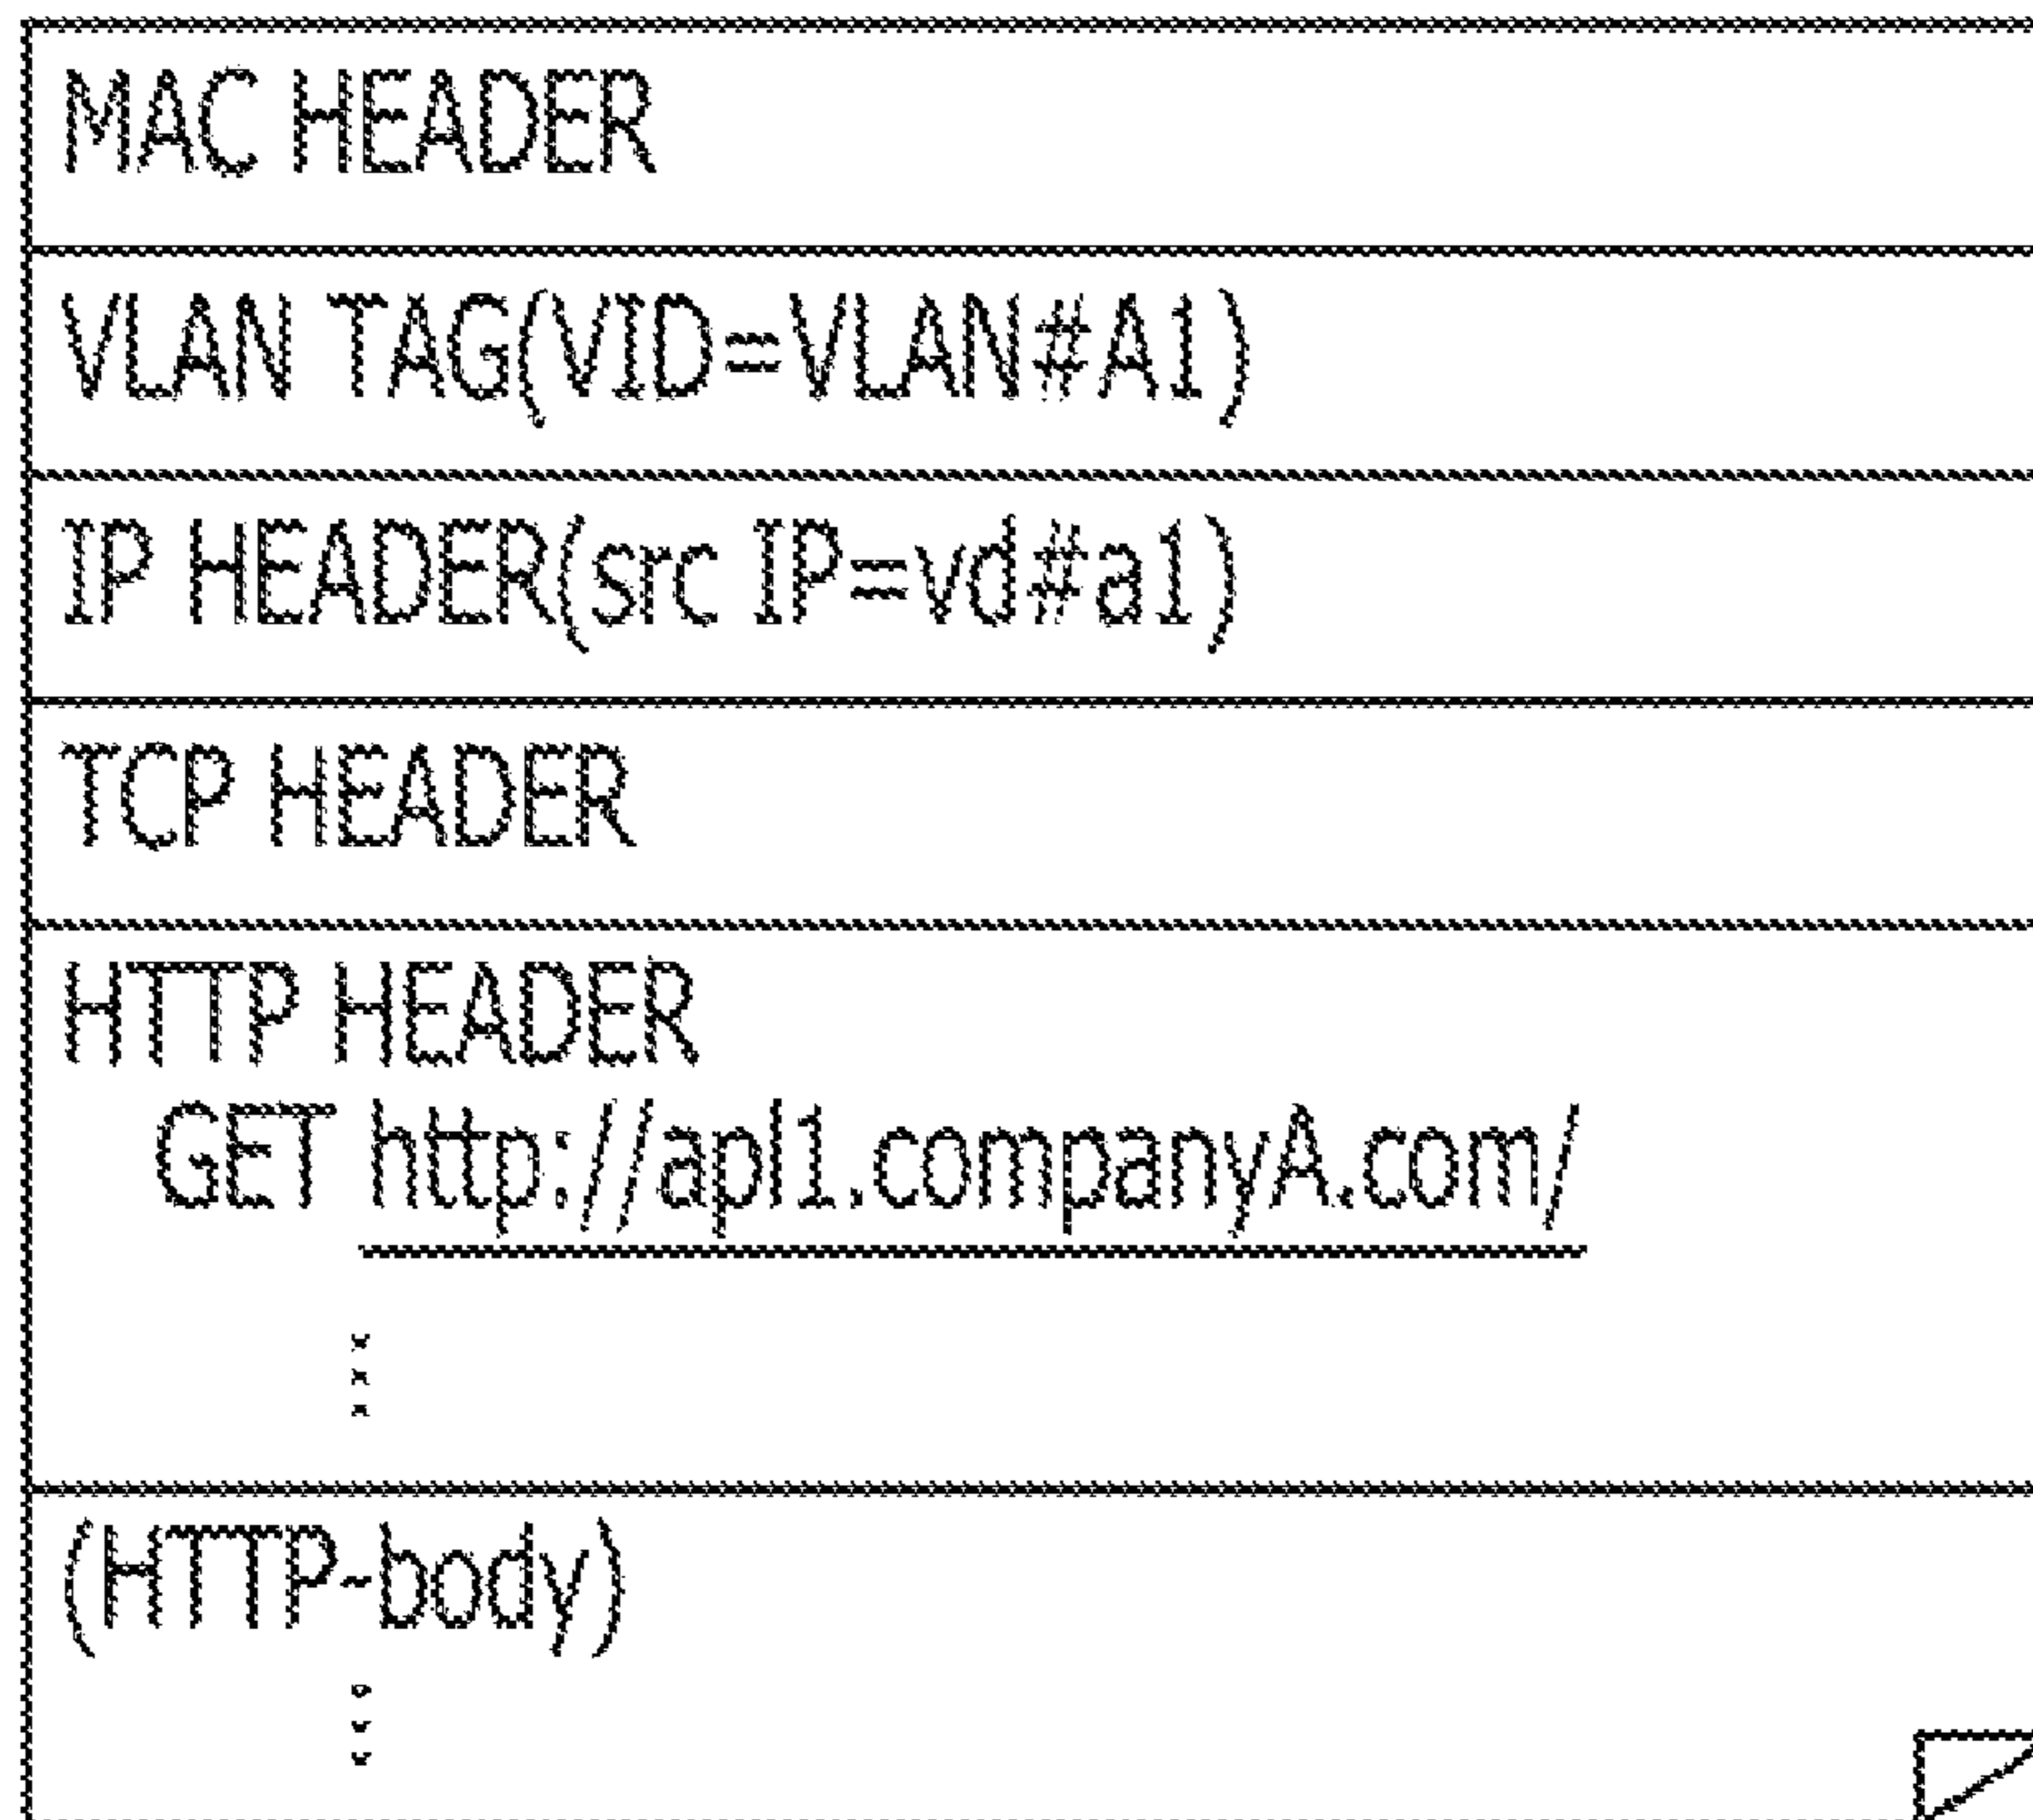 MAC HEADER
VLAN TAG(VID=VLAN#A1)
IP HEADER(src IP=vd#a1)
TCP HEADER
HTTP HEADER
GET http://apl1.companyA.com/
(HTTP-body)